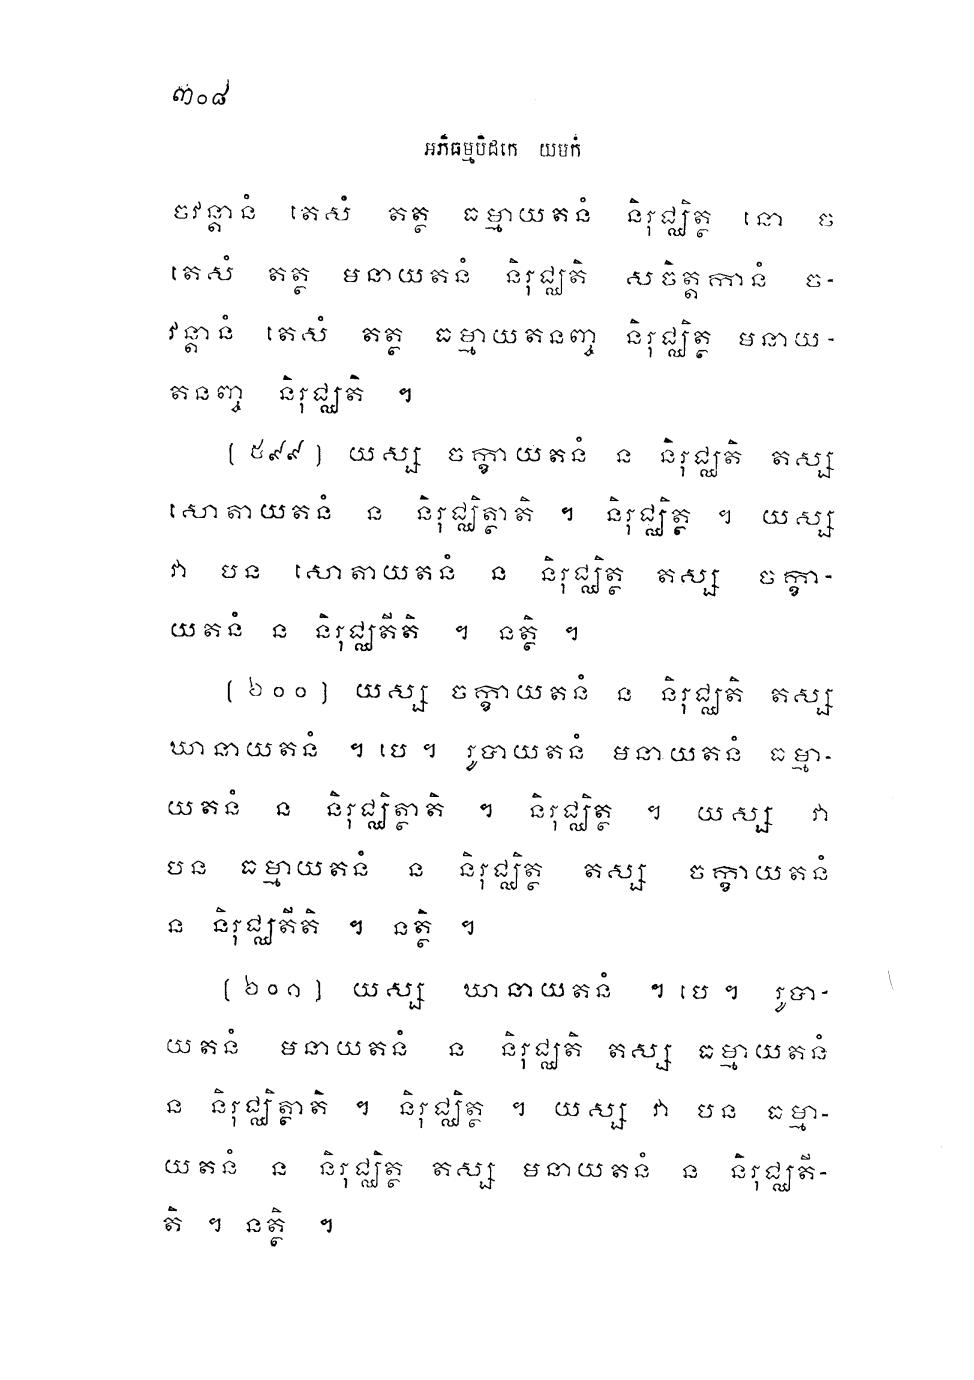 ៣០៨
អភិធម្មបិដកេ យមកំ
ចវន្តានំ តេសំ តត្ថ ធម្មាយតនំ និរុជ្ឈិត្ថ នោ ច
តេសំ តត្ថ មនាយតនំ និរុជ្ឈតិ សចិត្តកានំ ច-
វន្តានំ តេសំ តត្ថ ធម្មាយតនញ្ច និរុជ្ឈិត្ថ មនាយ-
តនញ្ច និរុជ្ឈតិ ។
(៥៩៩) យស្ស ចក្ខាយតនំ ន និរុជ្ឈតិ តស្ស
សោតាយតនំ ន និរុជ្ឈិត្ថាតិ ។ និរុជ្ឈិត្ថ ។ យស្ស
វា បន សោតាយតនំ ន និរុជ្ឈិត្ថ តស្ស ចក្ខា-
យតនំ ន និរុជ្ឈតីតិ ។ នត្ថិ ។
(៦០០) យស្ស ចក្ខាយតនំ ន និរុជ្ឈតិ តស្ស
ឃានាយតនំ ។ បេ ។ រូបាយតនំ មនាយតនំ ធម្មា-
យតនំ ន និរុជ្ឈិត្ថាតិ ។ និរុជ្ឈិត្ថ ។ យស្ស វា
បន ធម្មាយតនំ ន និរុជ្ឈិត្ថ តស្ស ចក្ខាយតនំ
ន និរុជ្ឈតីតិ ។ នត្ថិ ។
(៦០១) យស្ស ឃានាយតនំ ។ បេ ។ រូបា-
យតនំ មនាយតនំ ន និរុជ្ឈតិ តស្ស ធម្មាយតនំ
ន និរុជ្ឈិត្ថាតិ ។ និរុជ្ឈិត្ថ ។ យស្ស វា បន ធម្មា-
យតនំ ន និរុជ្ឈិត្ថ តស្ស មនាយតនំ ន និរុជ្ឈតី-
តិ ។ នត្ថិ ។